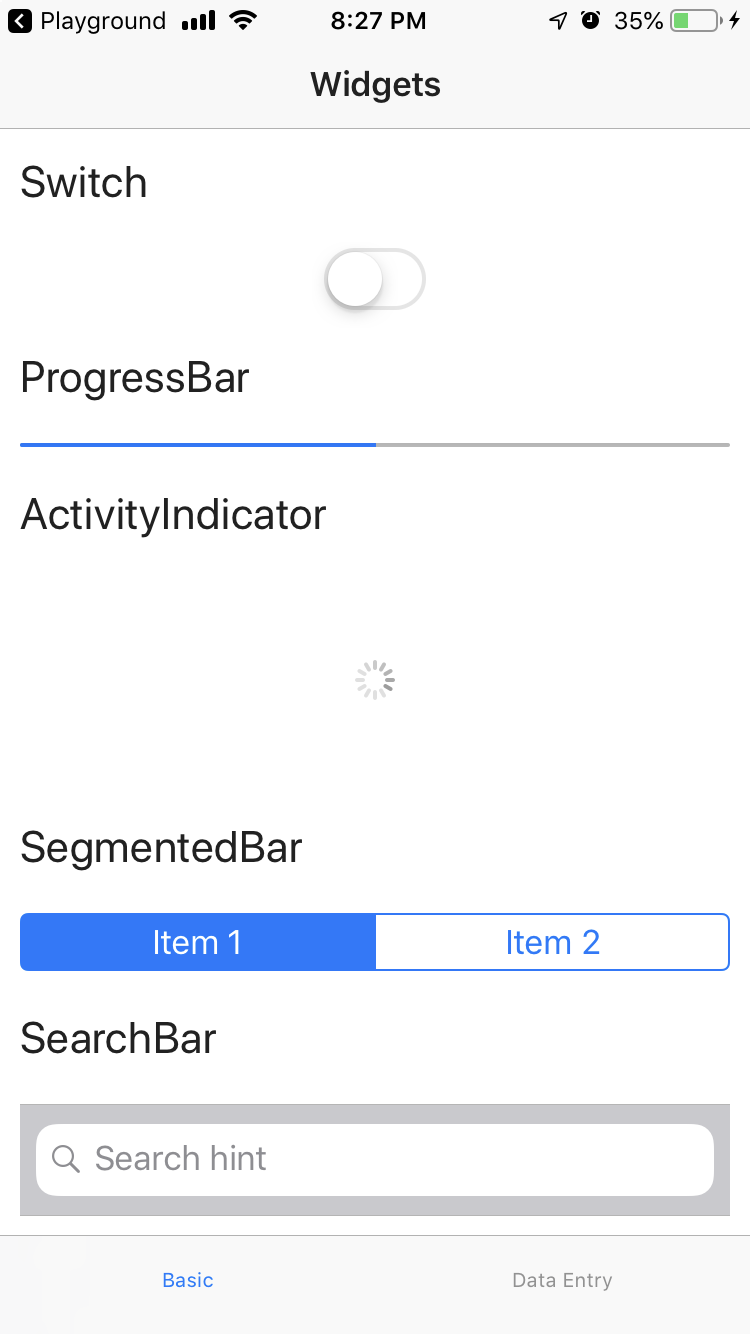 Playground 8:27 PM 35%
Widgets
Switch
ProgressBar
ActivityIndicator
SegmentedBar
Item 1 Item 2
SearchBar
Search hint
Basic Data Entry